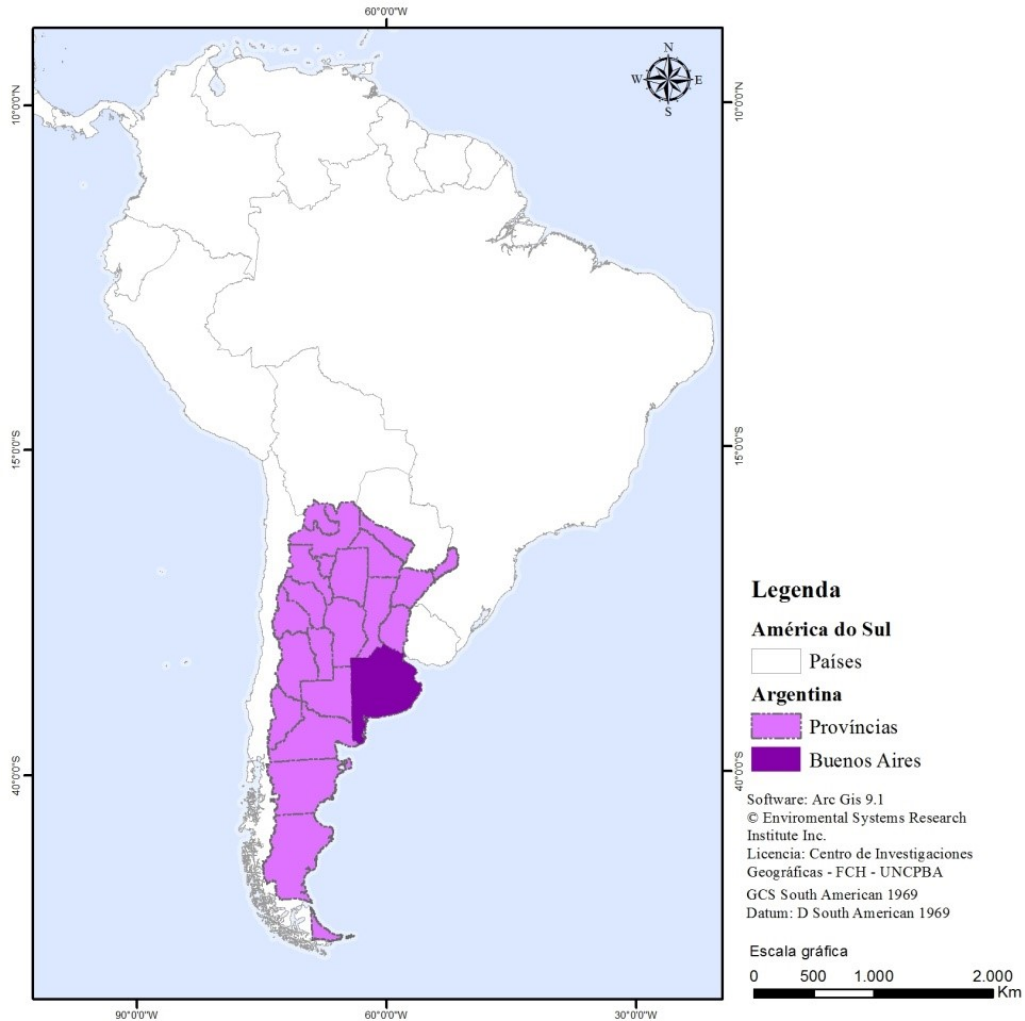 60°0'0"W
N
W E
S
10°0'0"N
10°0'0"N
15°0'0"S
15°0'0"S
40°0'0"S
40°0'0"S
90°0'0"W
60°0'0"W
30°0'0"W
Legenda
América do Sul
Países
Argentina
Províncias
Buenos Aires
Software: Arc Gis 9.1
© Enviromental Systems Research
Institute Inc.
Licencia: Centro de Investigaciones
Geográficas - FCH - UNCPBA
GCS South American 1969
Datum: D South American 1969
Escala gráfica
0 500 1.000 2.000
Km